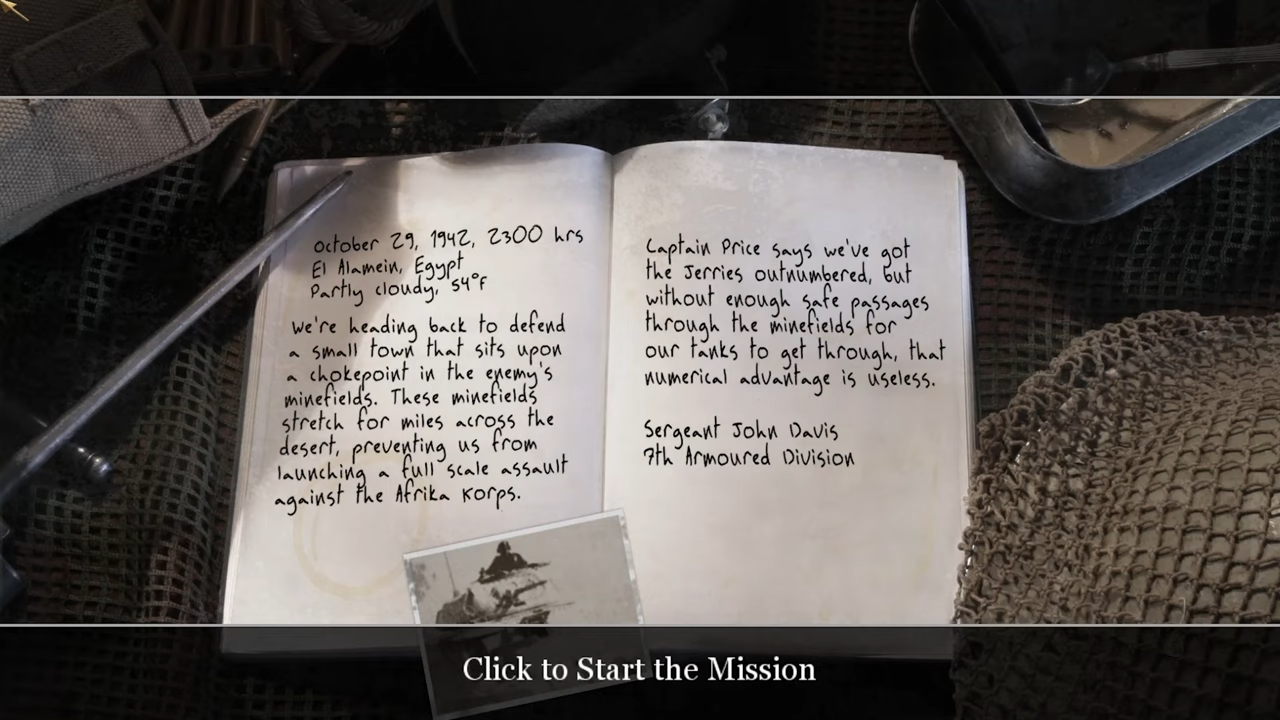 October 29, 1942, 2300 hrs
El Alamein, Egypt
Partly cloudy, 54°F
We're heading back to defend
a small town that sits upon
a chokepoint in the enemy's
minefields. These minefields
stretch for miles across the
desert, preventing us from
launching a full scale assault
against the Afrika Korps.
Captain Price says we've got
the Jerries outnumbered, but
without enough safe passages
through the minefields for
our tanks to get through, that
numerical advantage is useless.
Sergeant John Davis
7th Armoured Division
Click to Start the Mission